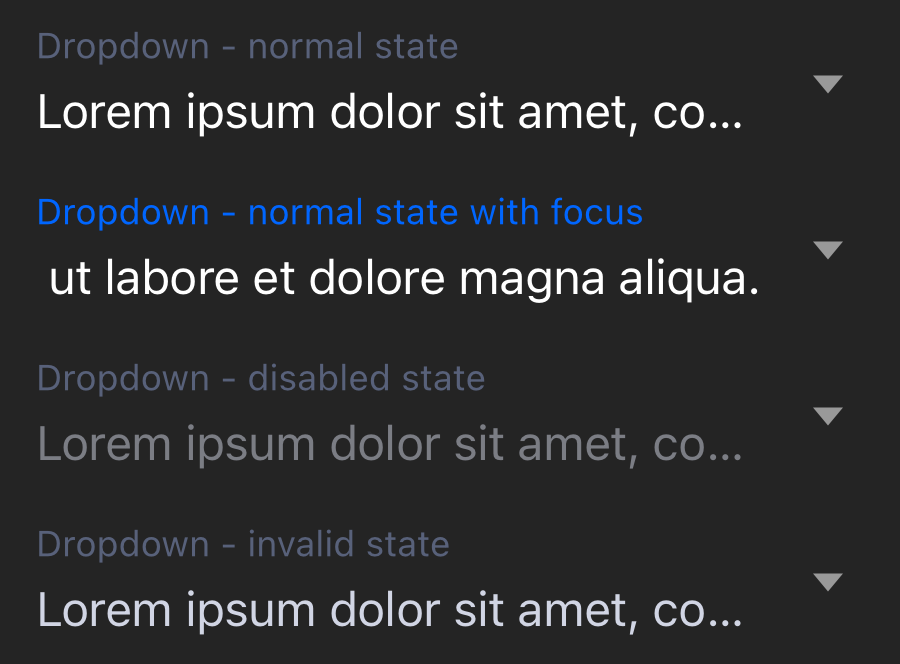 Dropdown - normal state
Lorem ipsum dolor sit amet, co...
Dropdown - normal state with focus
ut labore et dolore magna aliqua.
Dropdown - disabled state
Lorem ipsum dolor sit amet, co...
Dropdown - invalid state
Lorem ipsum dolor sit amet, co...